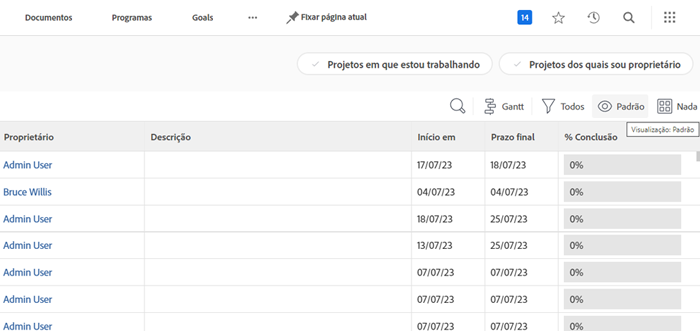 Documentos Programas Goals ••• Fixar página atual 14
Projetos em que estou trabalhando Projetos dos quais sou proprietário
Gantt Todos Padrão Nada
Visualização: Padrão
Proprietário Descrição Início em Prazo final % Conclusão
Admin User 17/07/23 18/07/23 0%
Bruce Willis 04/07/23 04/07/23 0%
Admin User 18/07/23 25/07/23 0%
Admin User 13/07/23 25/07/23 0%
Admin User 07/07/23 07/07/23 0%
Admin User 07/07/23 07/07/23 0%
Admin User 07/07/23 07/07/23 0%